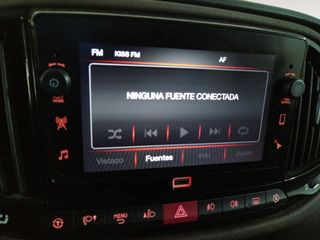 FM KISS FM AF
NINGUNA FUENTE CONECTADA
Vistazo Fuentes Info Audio
MENU